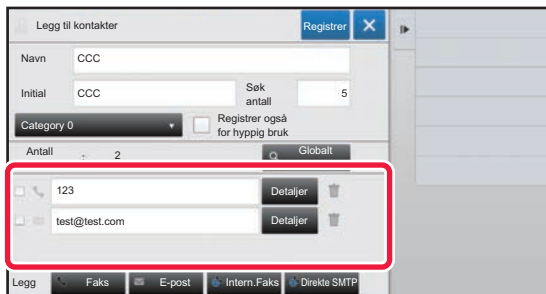 Legg til kontakter
Registrer
Navn
CCC
Initial
CCC
Søk
antall
5
Category 0
Registrer også
for hyppig bruk
Antall : 2
Globalt
123
Detaljer
test@test.com
Detaljer
Legg
Faks
E-post
Intern.Faks
Direkte SMTP